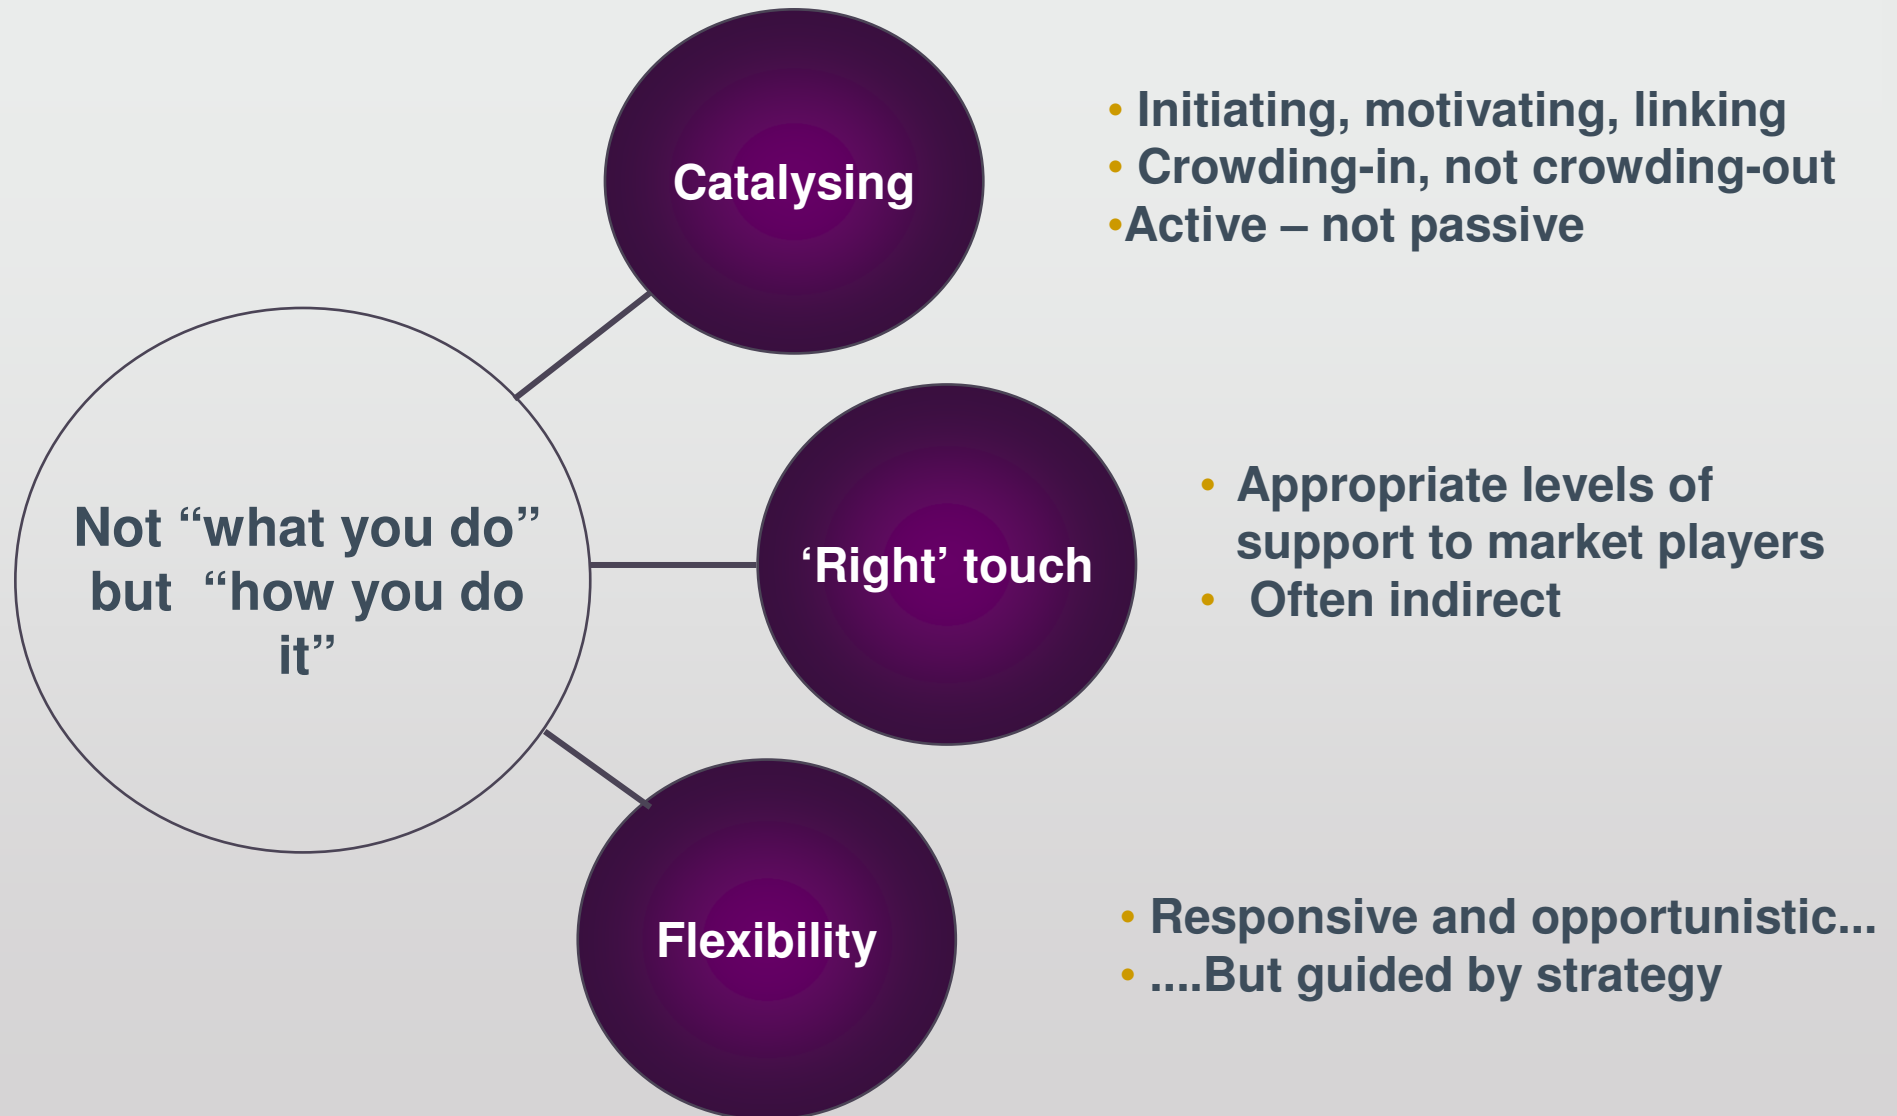 Catalysing
• Initiating, motivating, linking
• Crowding-in, not crowding-out
•Active – not passive
Not “what you do”
but “how you do
it”
‘Right’ touch
• Appropriate levels of
support to market players
• Often indirect
Flexibility
• Responsive and opportunistic...
• ....But guided by strategy